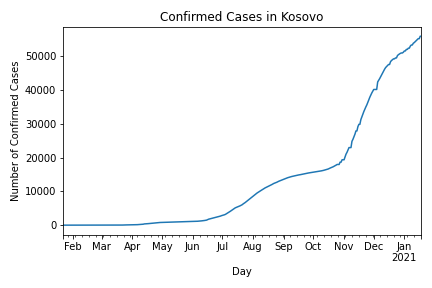 Confirmed Cases in Kosovo
Number of Confirmed Cases
50000
40000
30000
20000
10000
0
Feb Mar Apr May Jun Jul Aug Sep Oct Nov Dec Jan
2021
Day